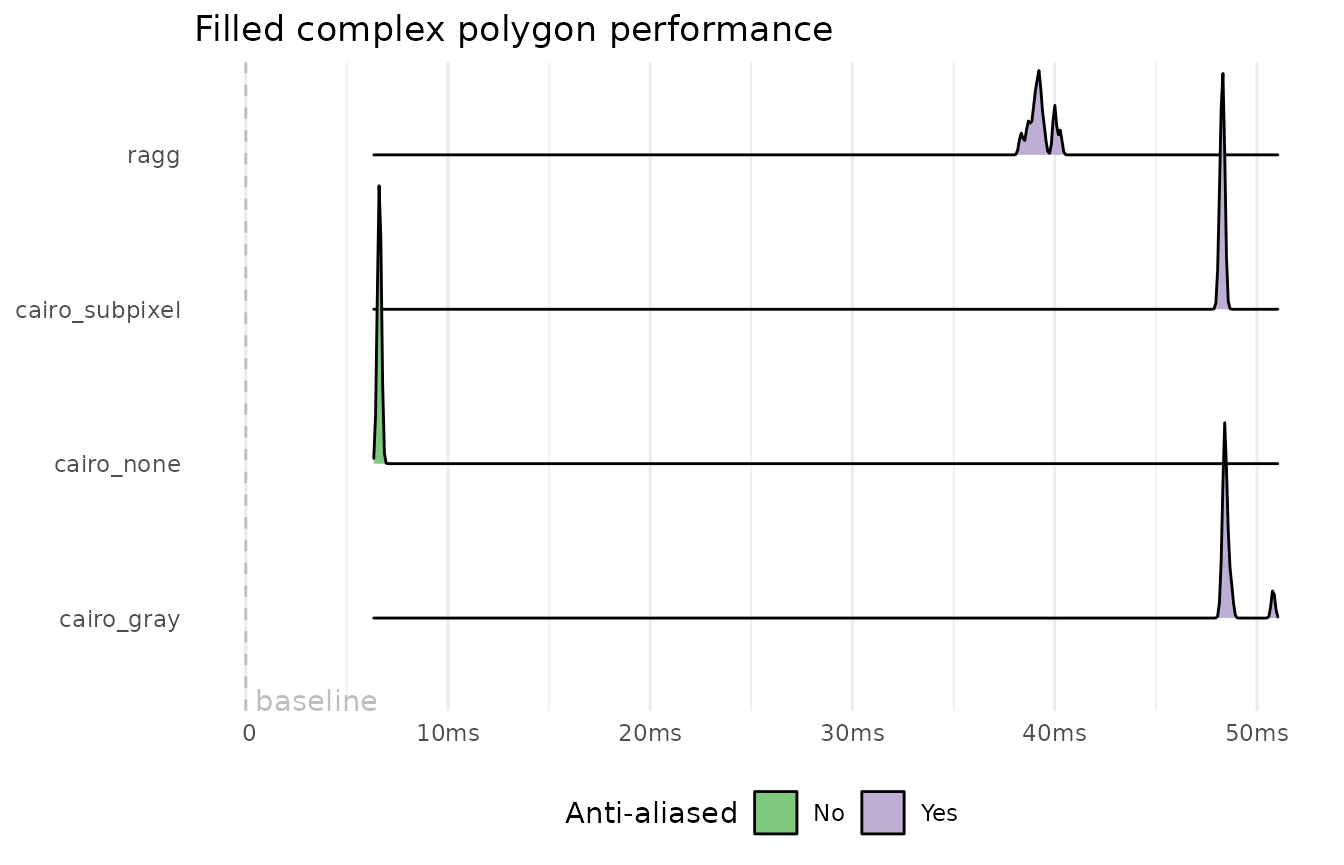 Filled complex polygon performance
ragg
cairo_subpixel
cairo_none
cairo_gray
baseline
0 10ms 20ms 30ms 40ms 50ms
Anti-aliased No Yes